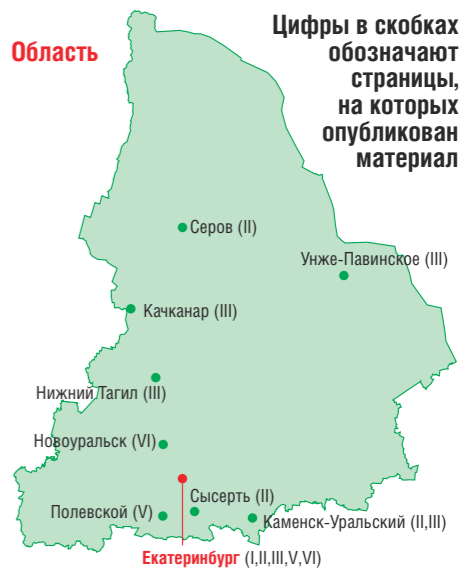 Область
Цифры в скобках
обозначают
страницы,
на которых
опубликован
материал
Серов (II)
Унже-Павинское (III)
Качканар (III)
Нижний Тагил (III)
Новоуральск (VI)
Сысерть (II)
Полевской (V)
Каменск-Уральский (II,III)
Екатеринбург (I,II,III,V,VI)